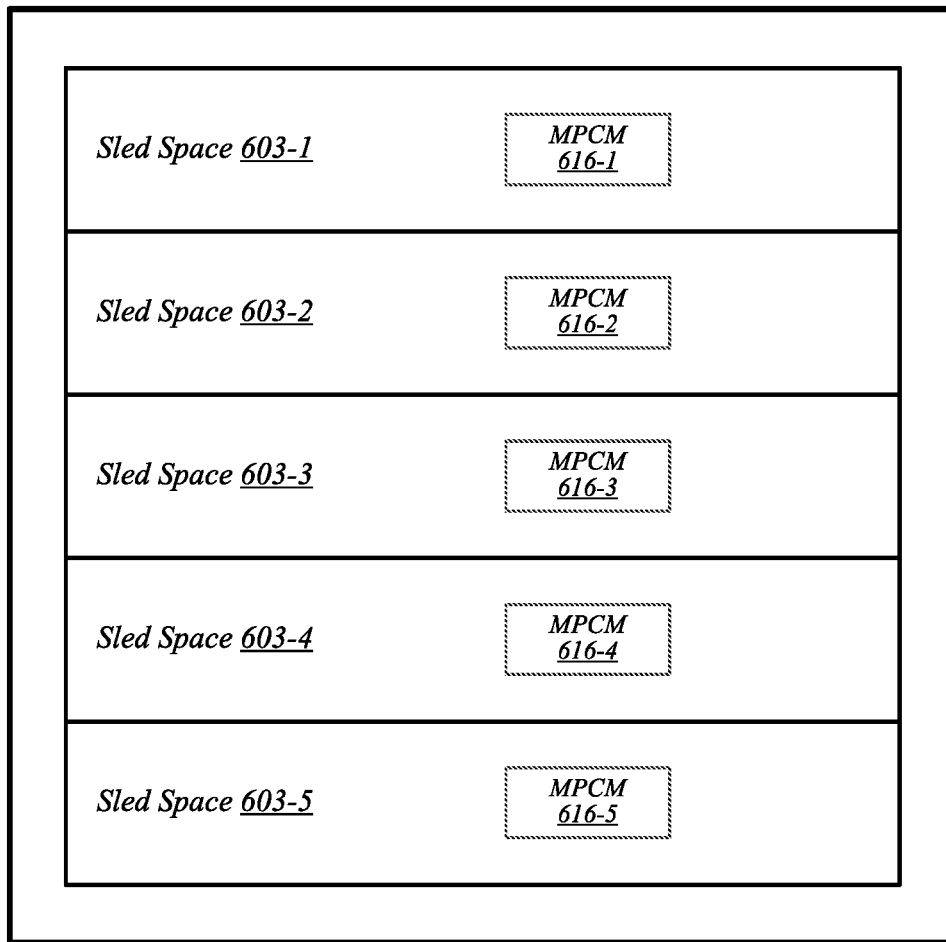 Sled Space 603-1
MPCM
616-1
Sled Space 603-2
MPCM
616-2
Sled Space 603-3
MPCM
616-3
Sled Space 603-4
MPCM
616-4
Sled Space 603-5
MPCM
616-5